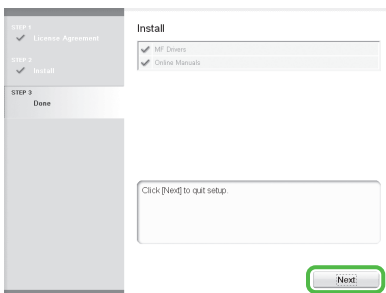 STEP 1
License Agreement
STEP 2
Install
STEP 3
Done
Install
MF Drivers
Online Manuals
Click [Next] to quit setup.
Next